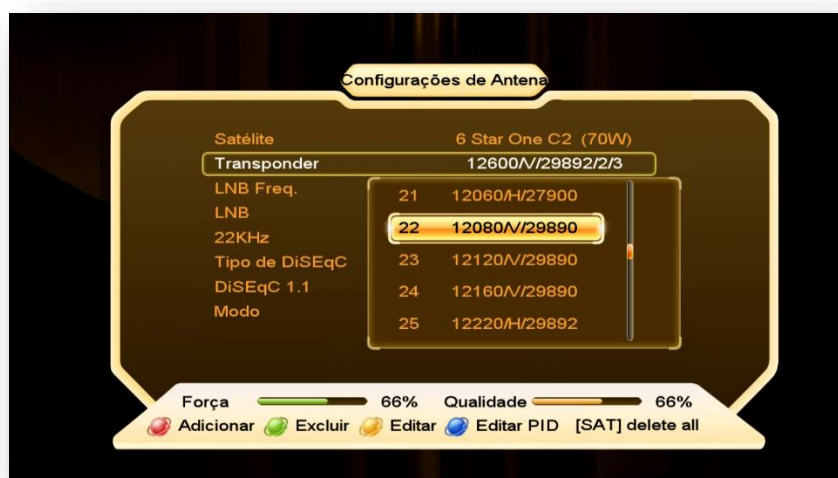 Configurações de Antena
Satélite 6 Star One C2 (70W)
Transponder 12600/V/29892/2/3
LNB Freq.
21 12060/H/27900
LNB
22 12080/V/29890
22KHz
23 12120/V/29890
Tipo de DiSEqC
24 12160/V/29890
DiSEqC 1.1
Modo
25 12220/H/29892
Força 66% Qualidade 66%
Adicionar Excluir Editar Editar PID [SAT] delete all